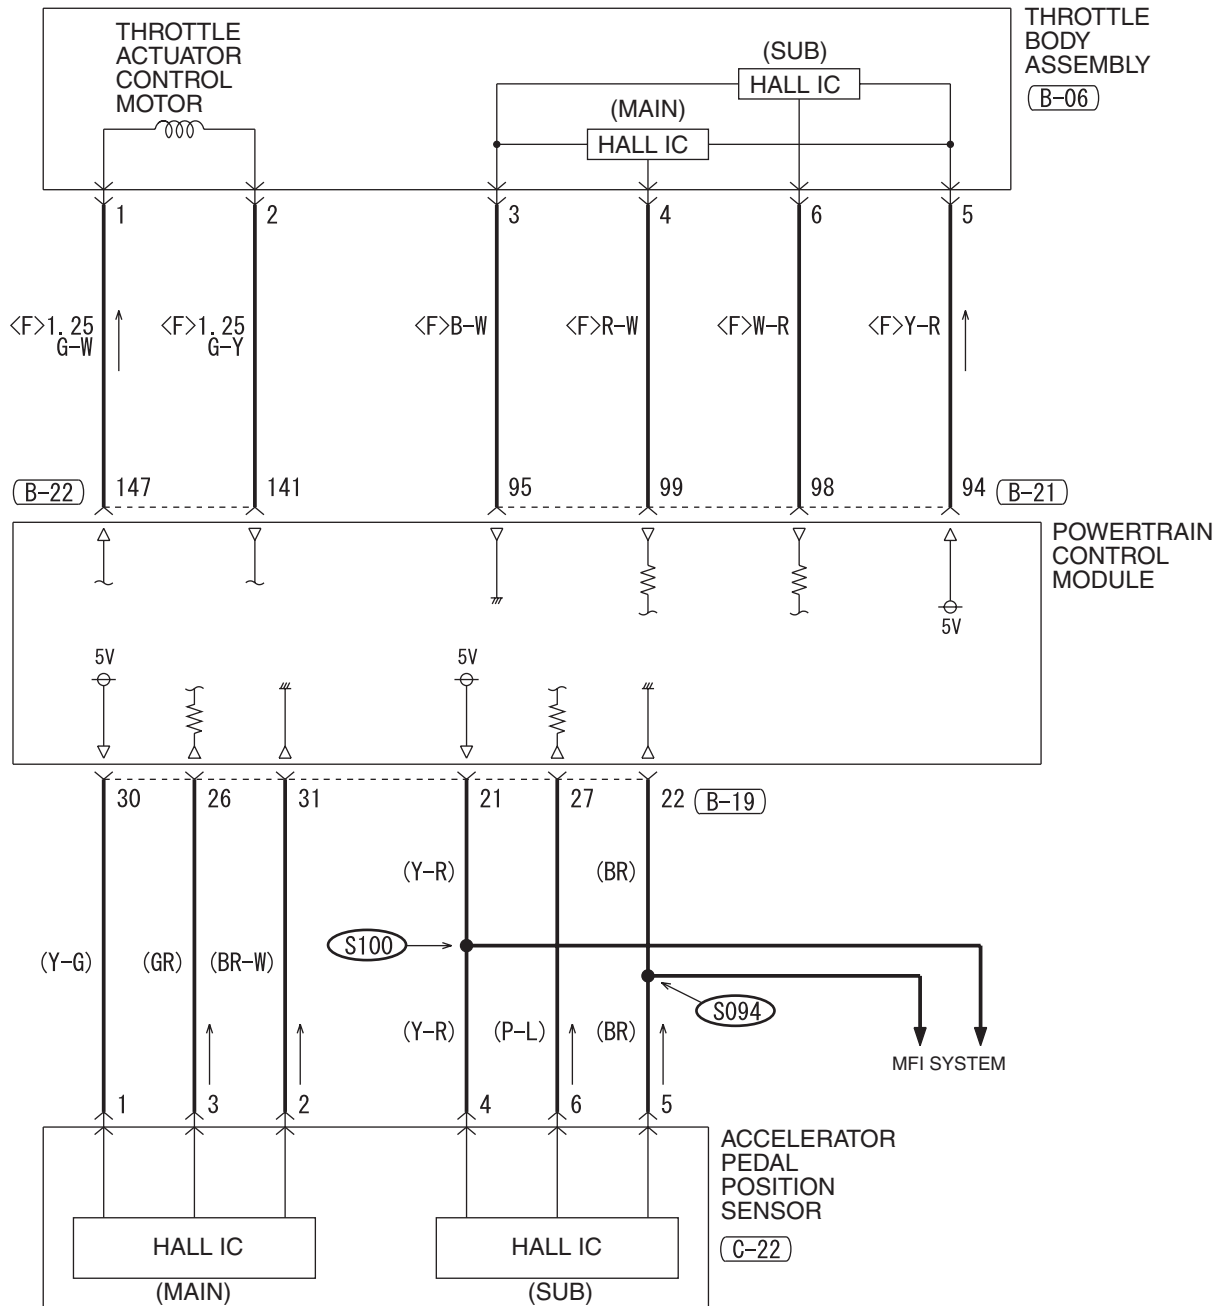 THROTTLE
ACTUATOR
CONTROL
MOTOR
(SUB)
HALL IC
(MAIN)
HALL IC
THROTTLE
BODY
ASSEMBLY
B-06
1
2
3
4
6
5
<F>1.25
G-W
<F>1.25
G-Y
<F>B-W
<F>R-W
<F>W-R
<F>Y-R
B-22
147
141
95
99
98
94
B-21
POWERTRAIN
CONTROL
MODULE
5V
5V
5V
30
26
31
21
27
22
B-19
(Y-R)
(BR)
S100
(Y-G)
(GR)
(BR-W)
S094
(Y-R)
(P-L)
(BR)
MFI SYSTEM
1
3
2
4
6
5
ACCELERATOR
PEDAL
POSITION
SENSOR
C-22
HALL IC
(MAIN)
HALL IC
(SUB)